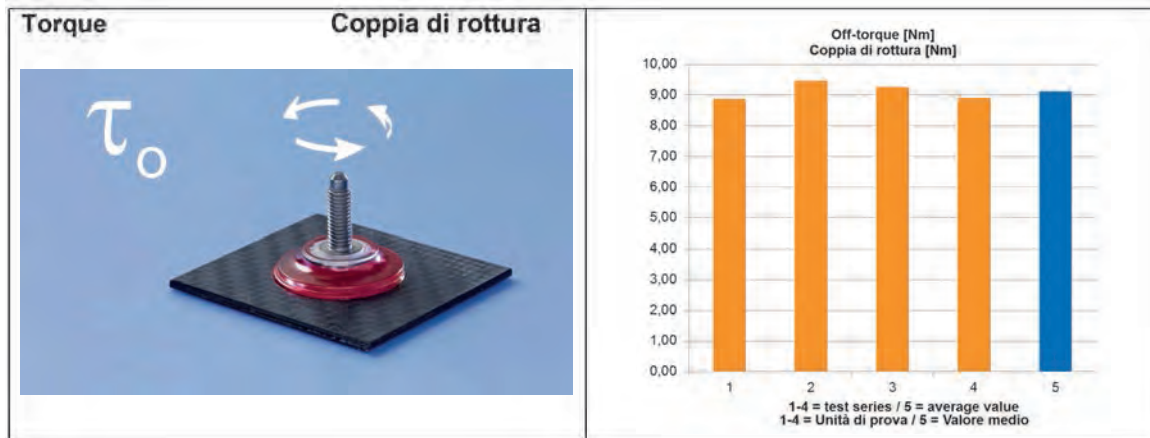 Torque
Coppia di rottura
τo
Off-torque [Nm]
Coppia di rottura [Nm]
10,00
9,00
8,00
7,00
6,00
5,00
4,00
3,00
2,00
1,00
0,00
1 2 3 4 5
1-4 = test series / 5 = average value
1-4 = Unità di prova / 5 = Valore medio